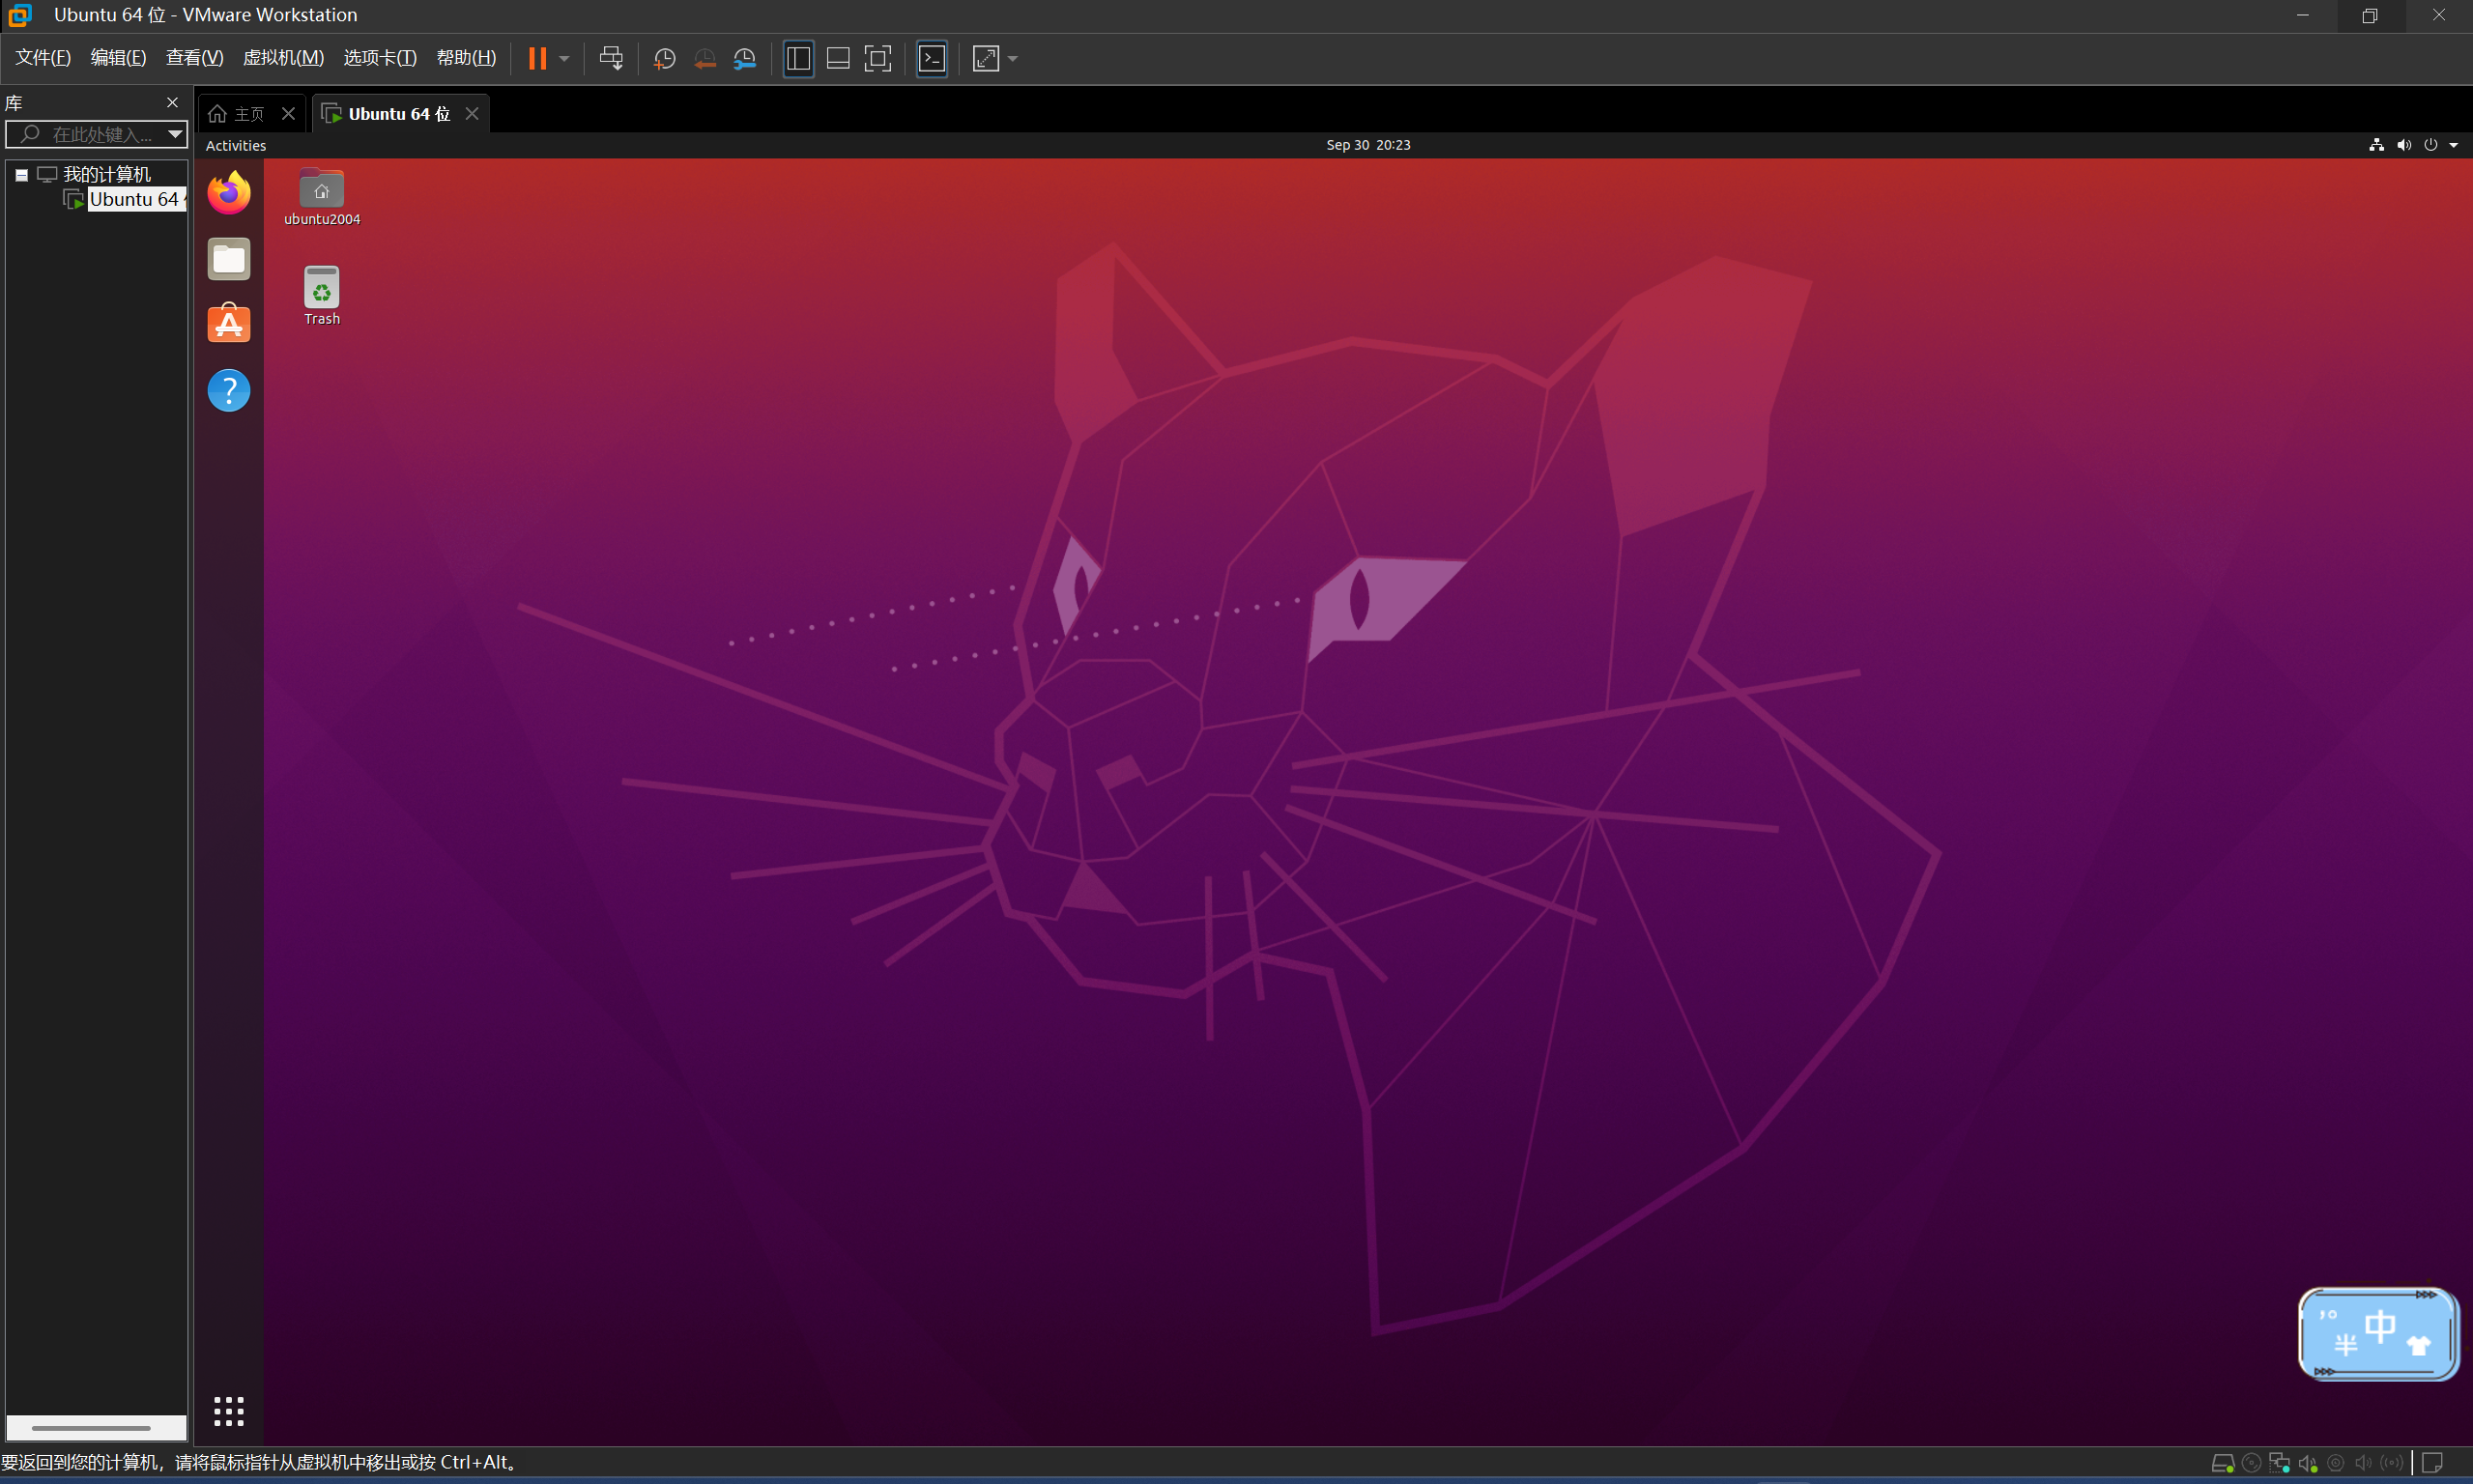 Ubuntu 64 位 - VMware Workstation
文件(F) 编辑(E) 查看(V) 虚拟机(M) 选项卡(T) 帮助(H)
库
主页 Ubuntu 64 位
在此处键入...
Activities Sep 30 20:23
我的计算机
Ubuntu 64
ubuntu2004
Trash
中
半
要返回到您的计算机，请将鼠标指针从虚拟机中移出或按 Ctrl+Alt。